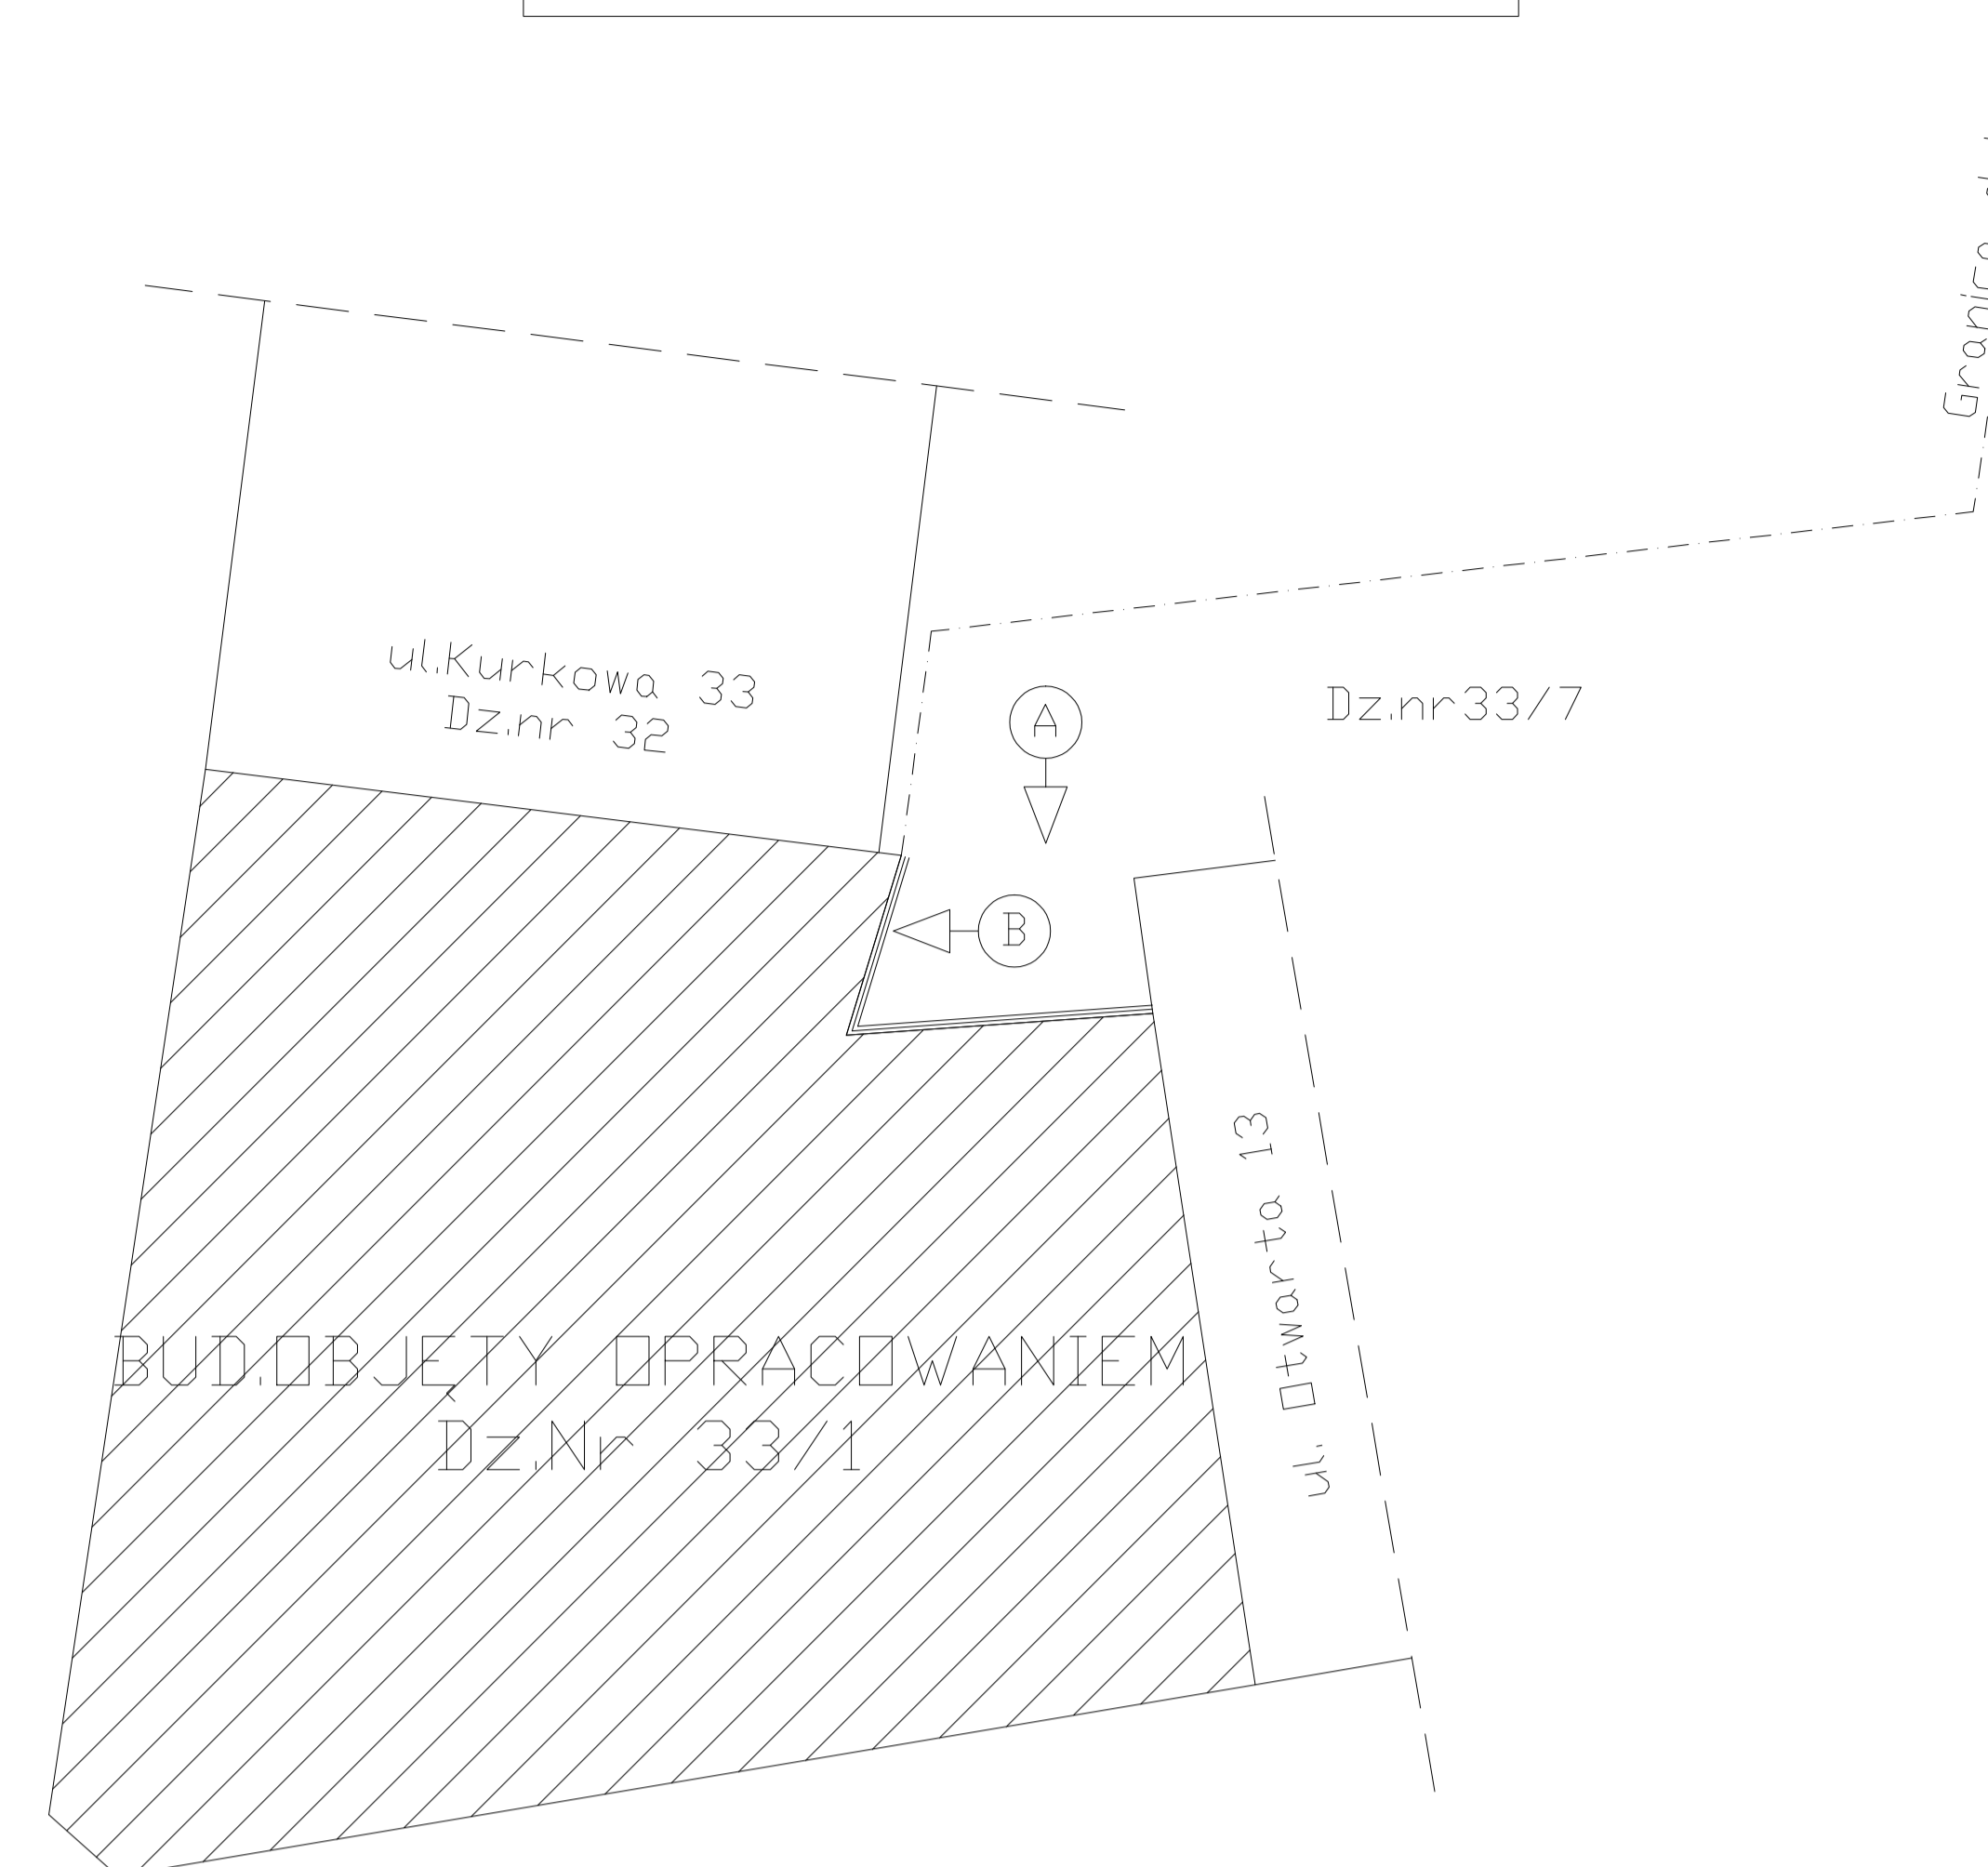 ul.Kurkowa 33
Dz.nr 32
A
Dz.nr33/7
B
ul. Otwarta 13
BUD.OBJĘTY OPRACOWANIEM
Dz.Nr 33/1